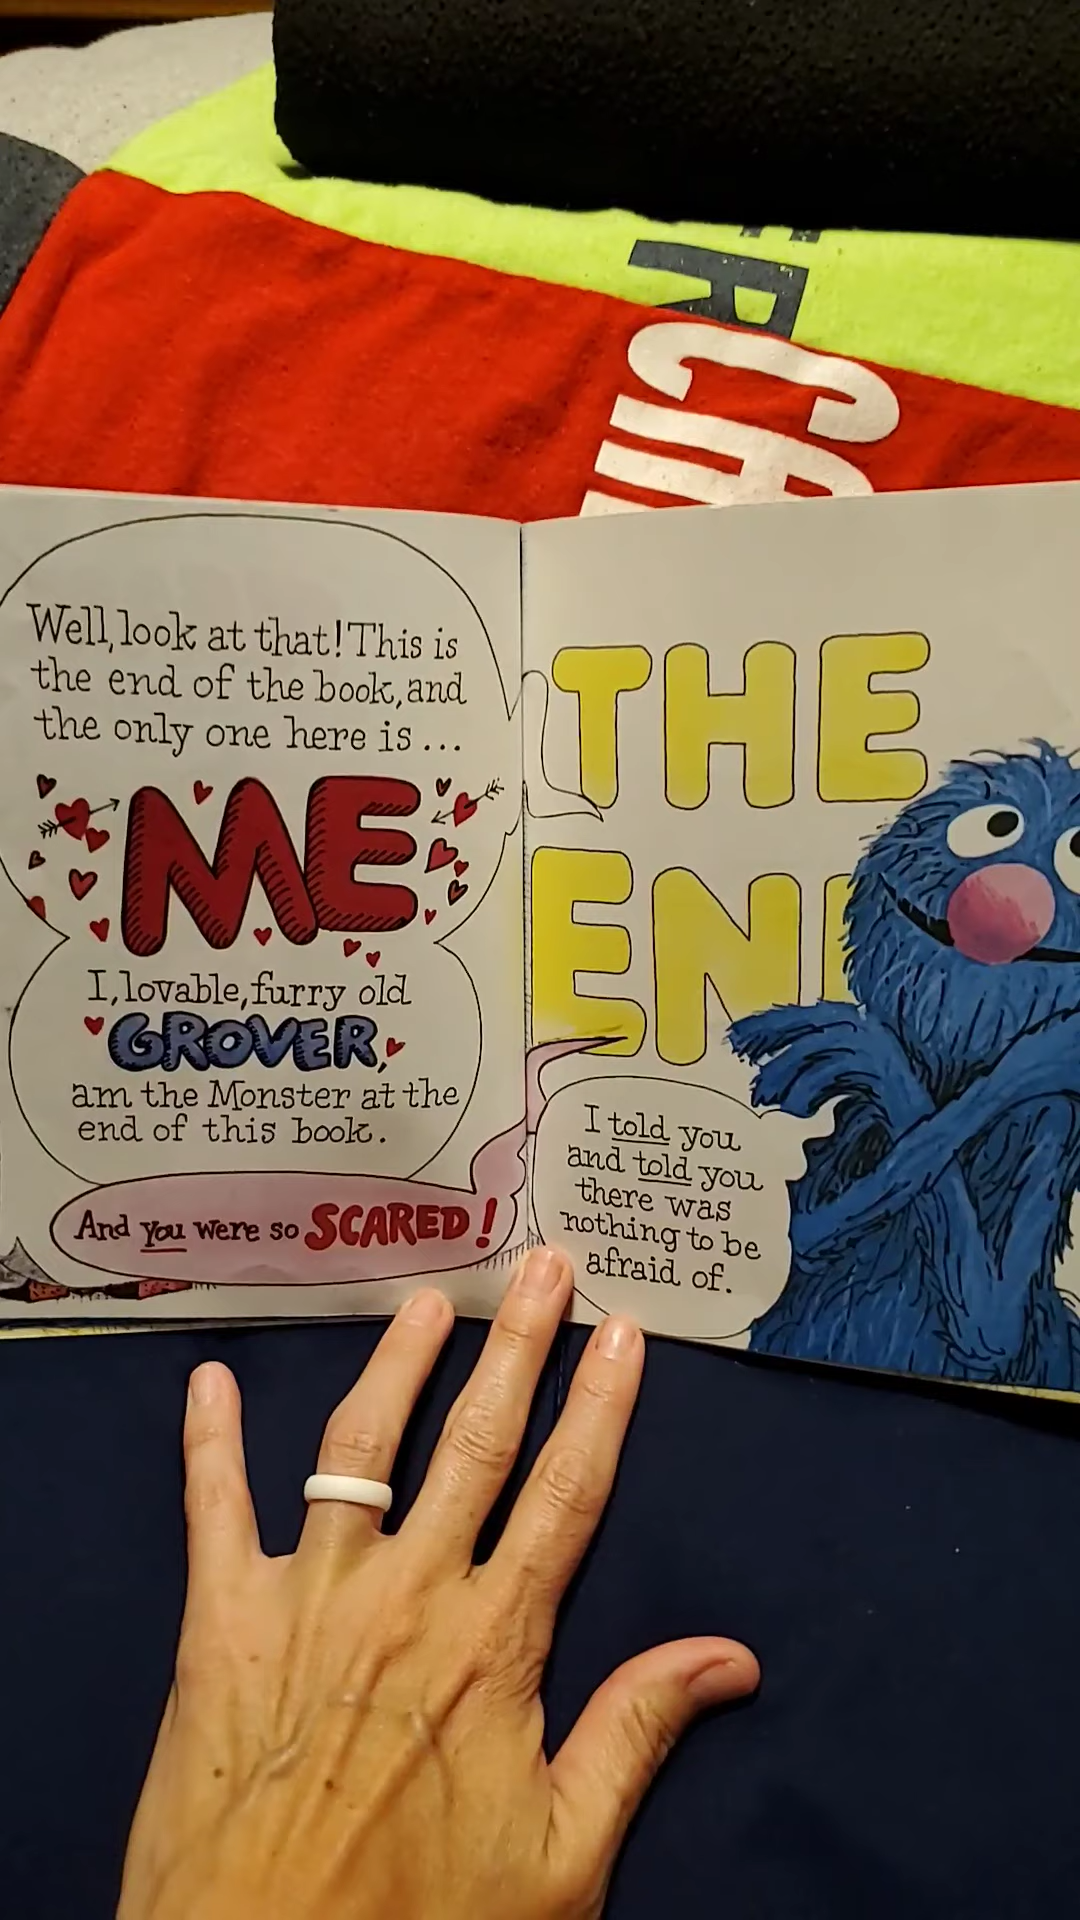 Well, look at that! This is
the end of the book, and
the only one here is...
ME
I, lovable, furry old
GROVER,
am the Monster at the
end of this book.
And you were so SCARED!
THE
EN
I told you
and told you
there was
nothing to be
afraid of.